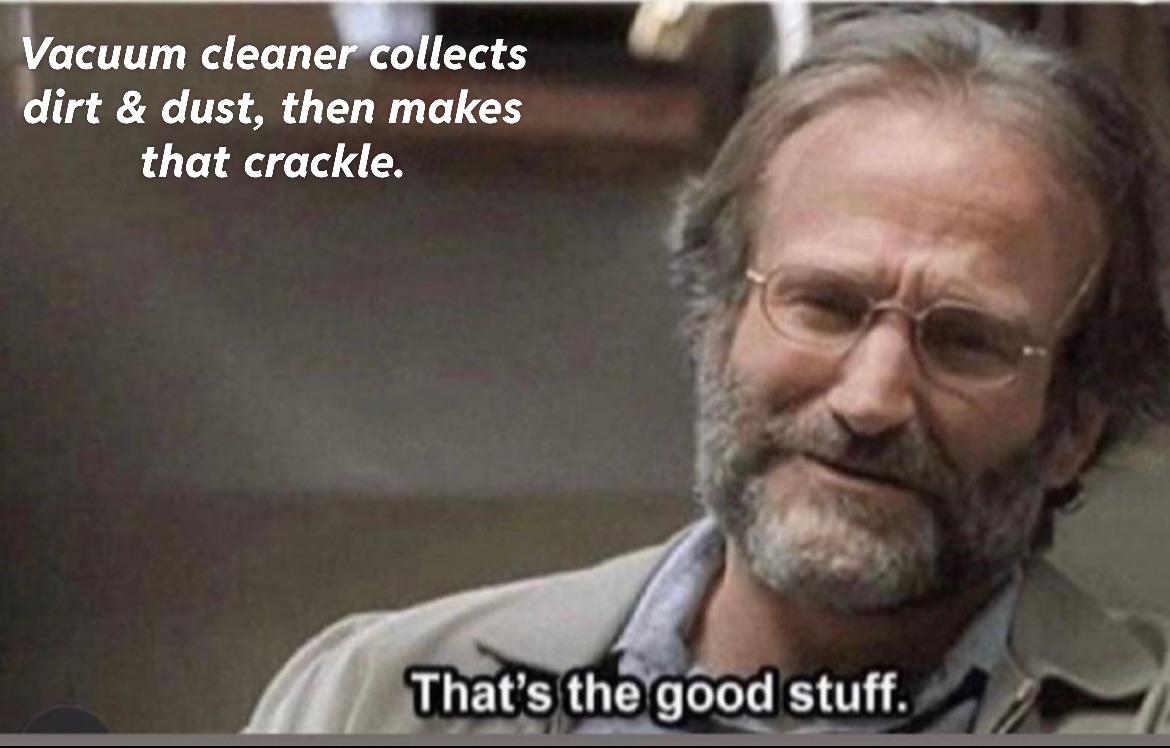 Vacuum cleaner collects
dirt & dust, then makes
that crackle.
That's the good stuff.